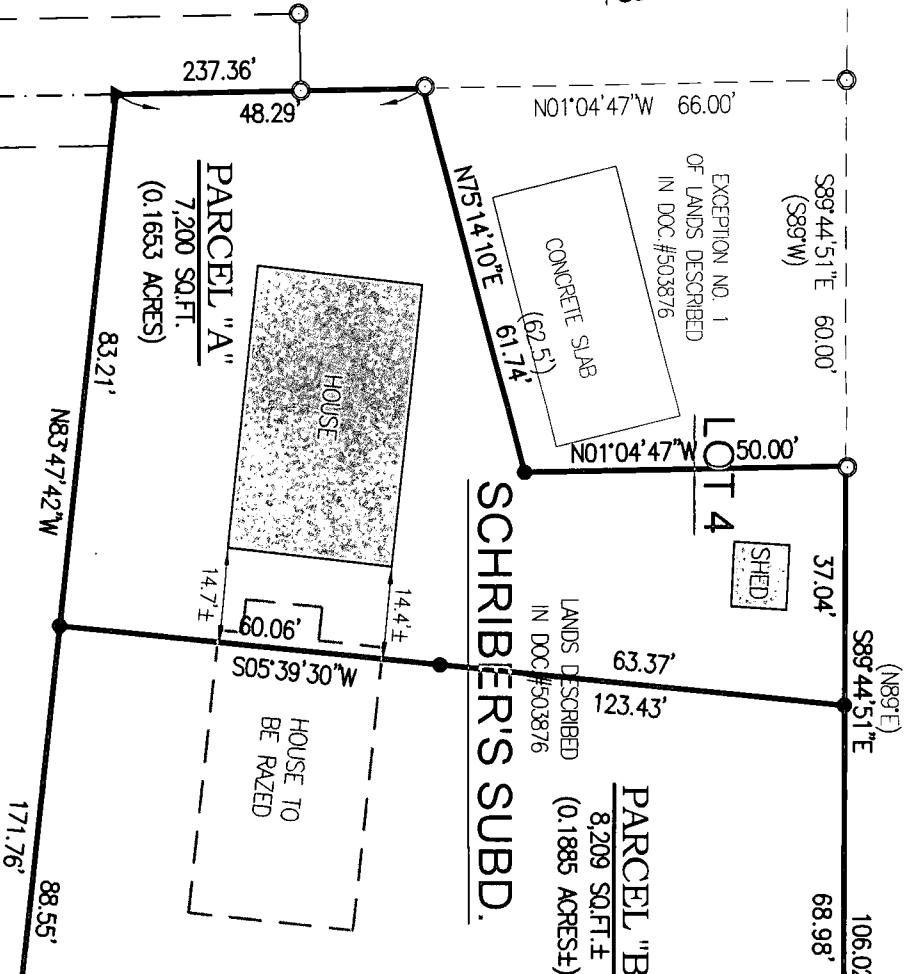 237.36'
48.29'
N01°04'47"W 66.00'
S89°44'51"E 60.00'
(S89°W)
EXCEPTION NO. 1
OF LANDS DESCRIBED
IN DOC.#503876
N75°14'10"E 61.74'
(62.5')
CONCRETE SLAB
PARCEL "A"
7,200 SQ.FT.
(0.1653 ACRES)
HOUSE
83.21'
N83°47'42"W
N01°04'47"W 50.00'
LOT 4
SHED
37.04'
(N89°E)
S89°44'51"E
106.02
68.98'
SCHRIBER'S SUBD.
LANDS DESCRIBED
IN DOC.#503876
63.37'
123.43'
14.7'±
14.4'±
60.06'
S05°39'30"W
HOUSE TO
BE RAZED
PARCEL "B
8,209 SQ.FT.±
(0.1885 ACRES±)
171.76'
88.55'